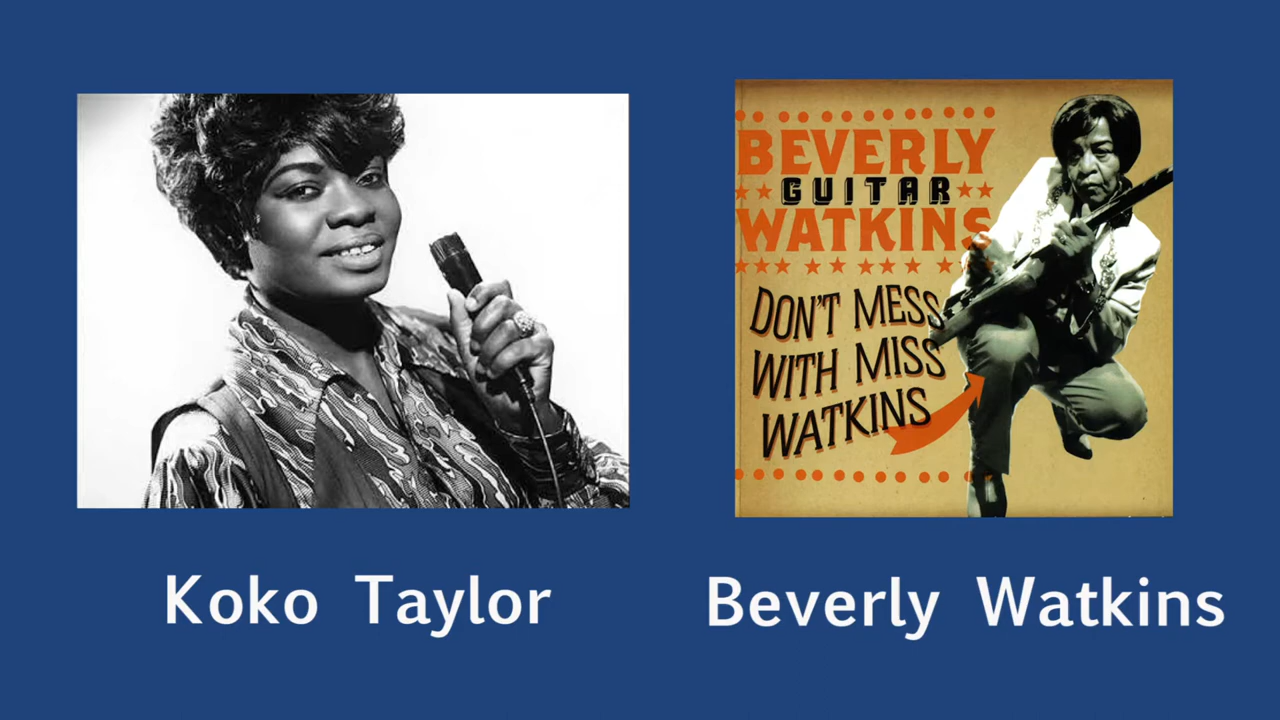 BEVERLY
GUITAR
WATKINS
DON'T MESS
WITH MISS
WATKINS
Koko Taylor
Beverly Watkins